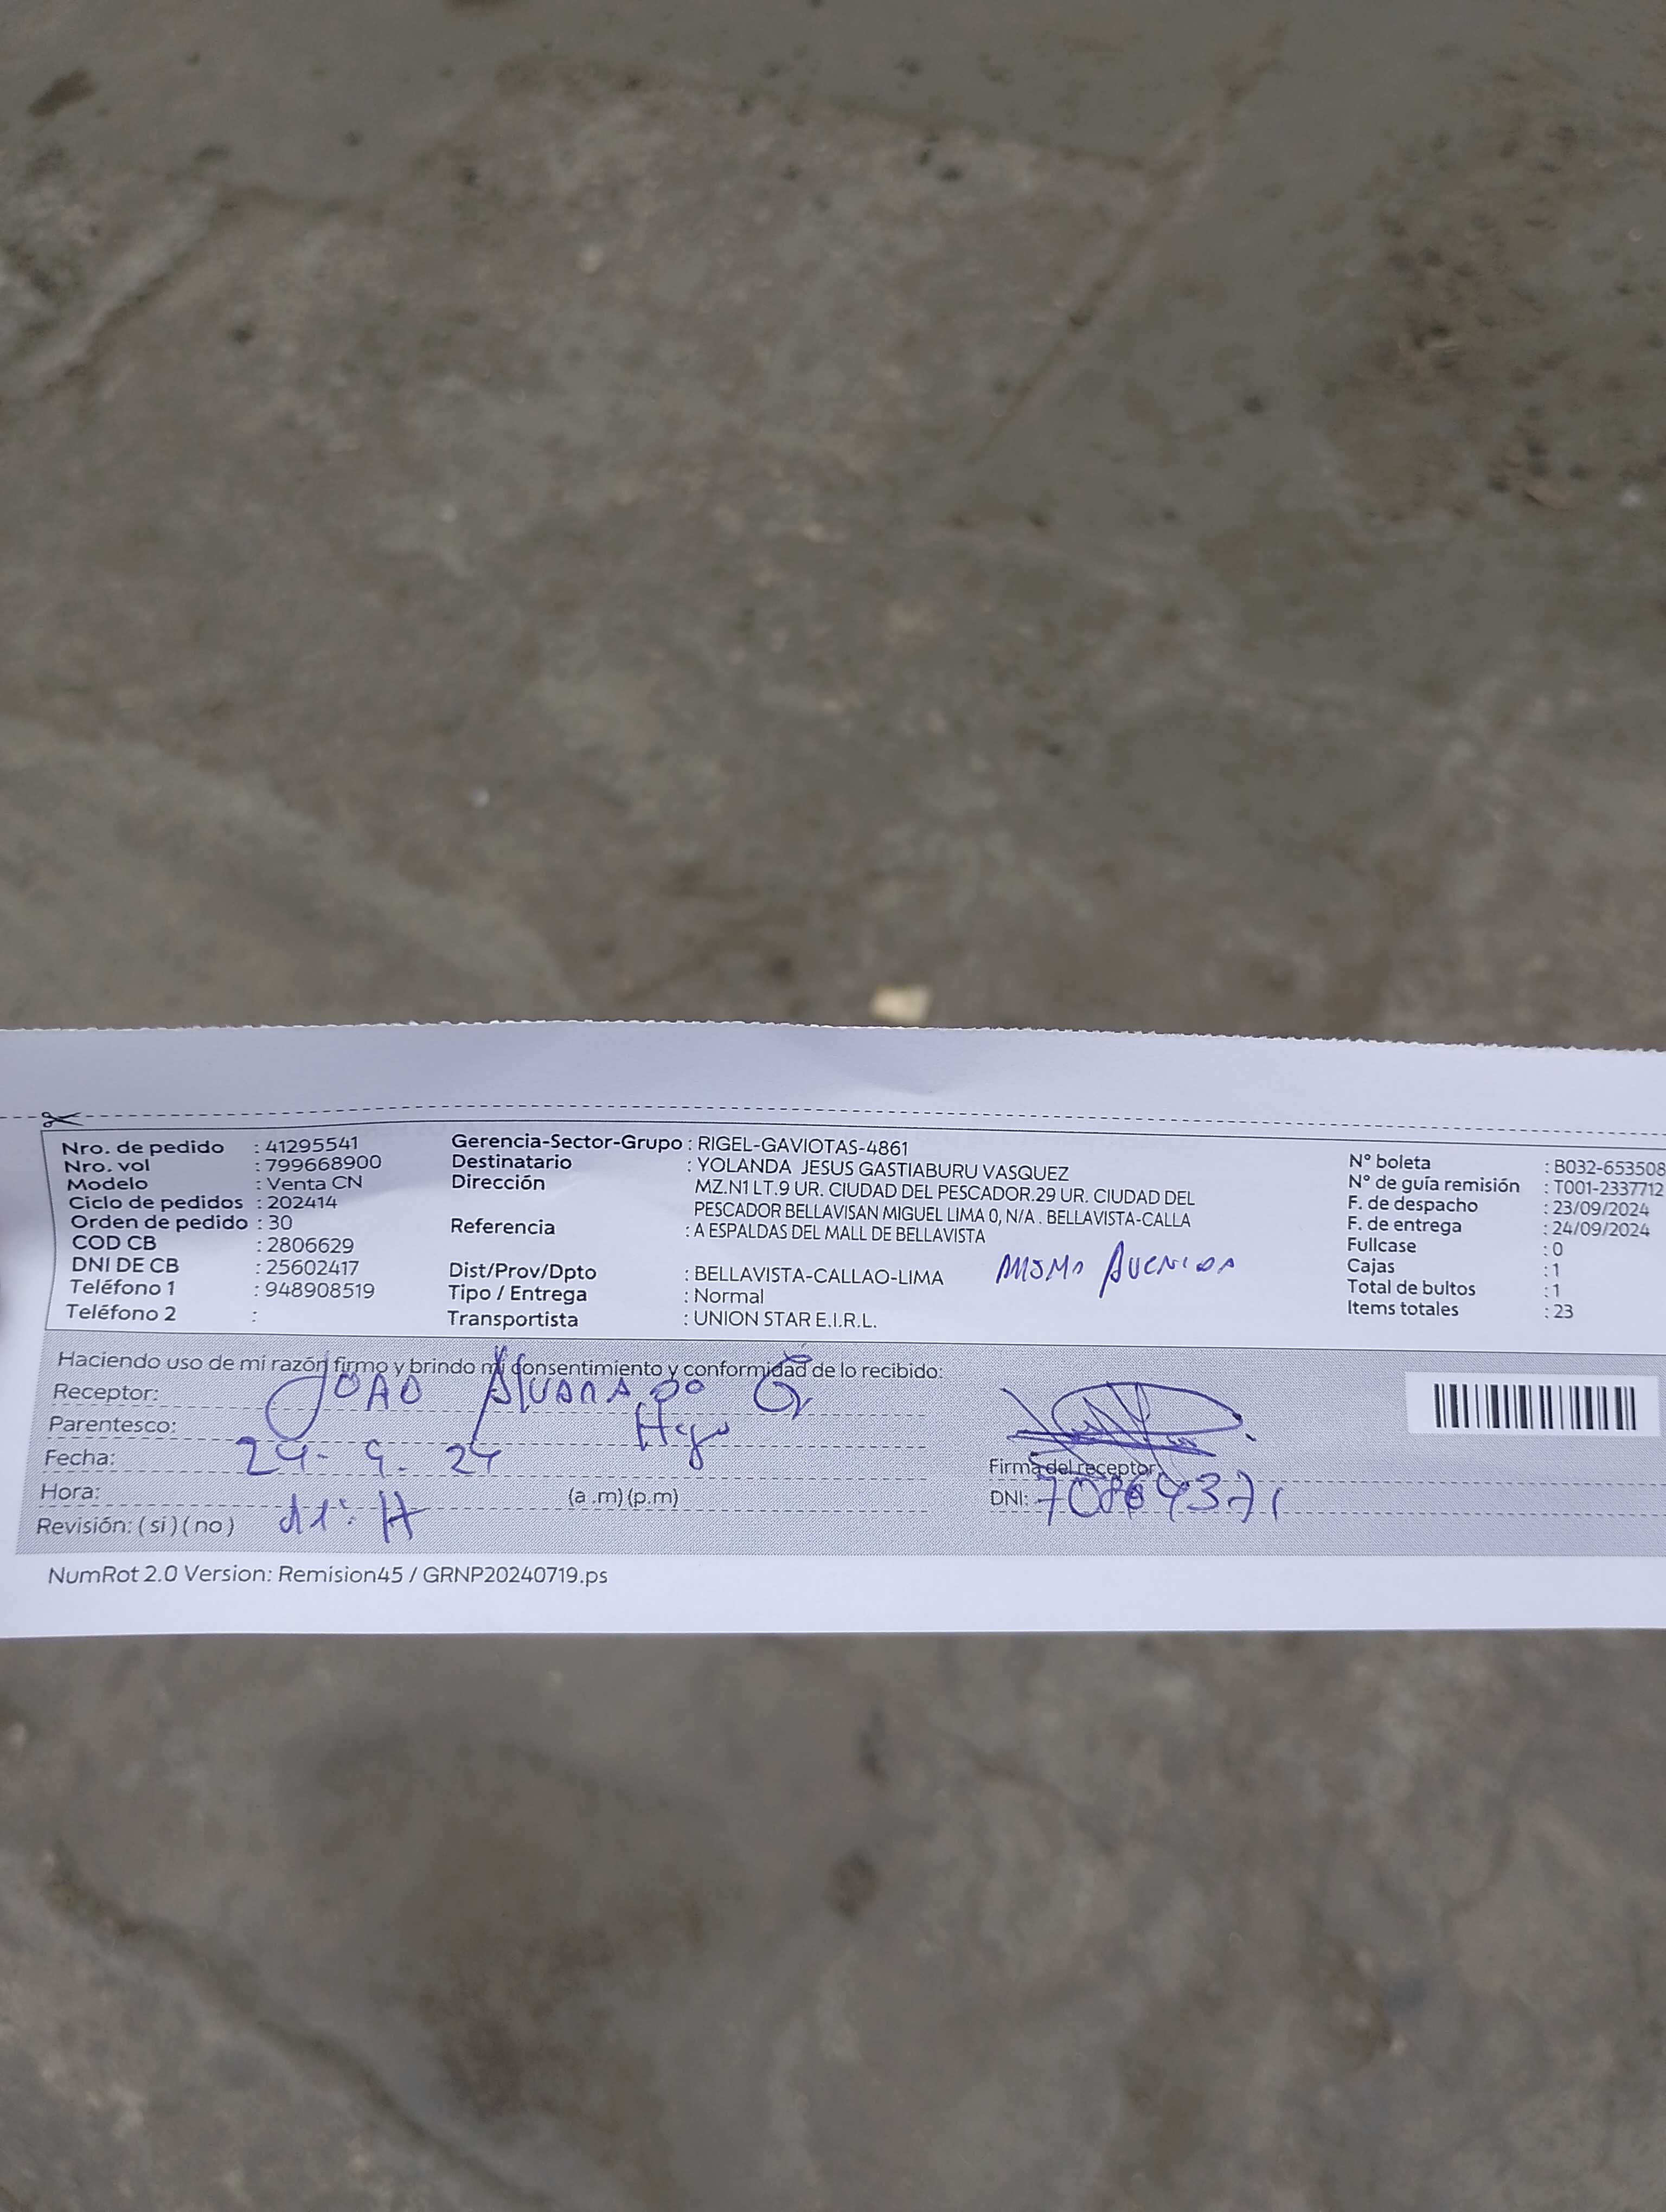 Nro. de pedido : 41295541
Nro. vol : 799668900
Modelo : Venta CN
Ciclo de pedidos : 202414
Orden de pedido : 30
COD CB : 2806629
DNI DE CB : 25602417
Teléfono 1 : 948908519
Teléfono 2 :
Gerencia-Sector-Grupo : RIGEL-GAVIOTAS-4861
Destinatario : YOLANDA JESUS GASTIABURU VASQUEZ
Dirección MZ.N1 LT.9 UR. CIUDAD DEL PESCADOR.29 UR. CIUDAD DEL
PESCADOR BELLAVISAN MIGUEL LIMA 0, N/A . BELLAVISTA-CALLA
Referencia : A ESPALDAS DEL MALL DE BELLAVISTA
Dist/Prov/Dpto : BELLAVISTA-CALLAO-LIMA
Tipo / Entrega : Normal
Transportista : UNION STAR E.I.R.L.
Avenida
N° boleta : B032-653508
N° de guía remisión : T001-2337712
F. de despacho : 23/09/2024
F. de entrega : 24/09/2024
Fullcase : 0
Cajas : 1
Total de bultos : 1
Items totales : 23
Haciendo uso de mi razón firmo y brindo mi consentimiento y conformidad de lo recibido:
Receptor: JOAO Alvarado G
Parentesco: Hijo
Fecha: 24-9-24
Hora: (a .m) (p.m)
Revisión: ( si ) ( no )
Firma del receptor
DNI: 70864371
NumRot 2.0 Version: Remision45 / GRNP20240719.ps